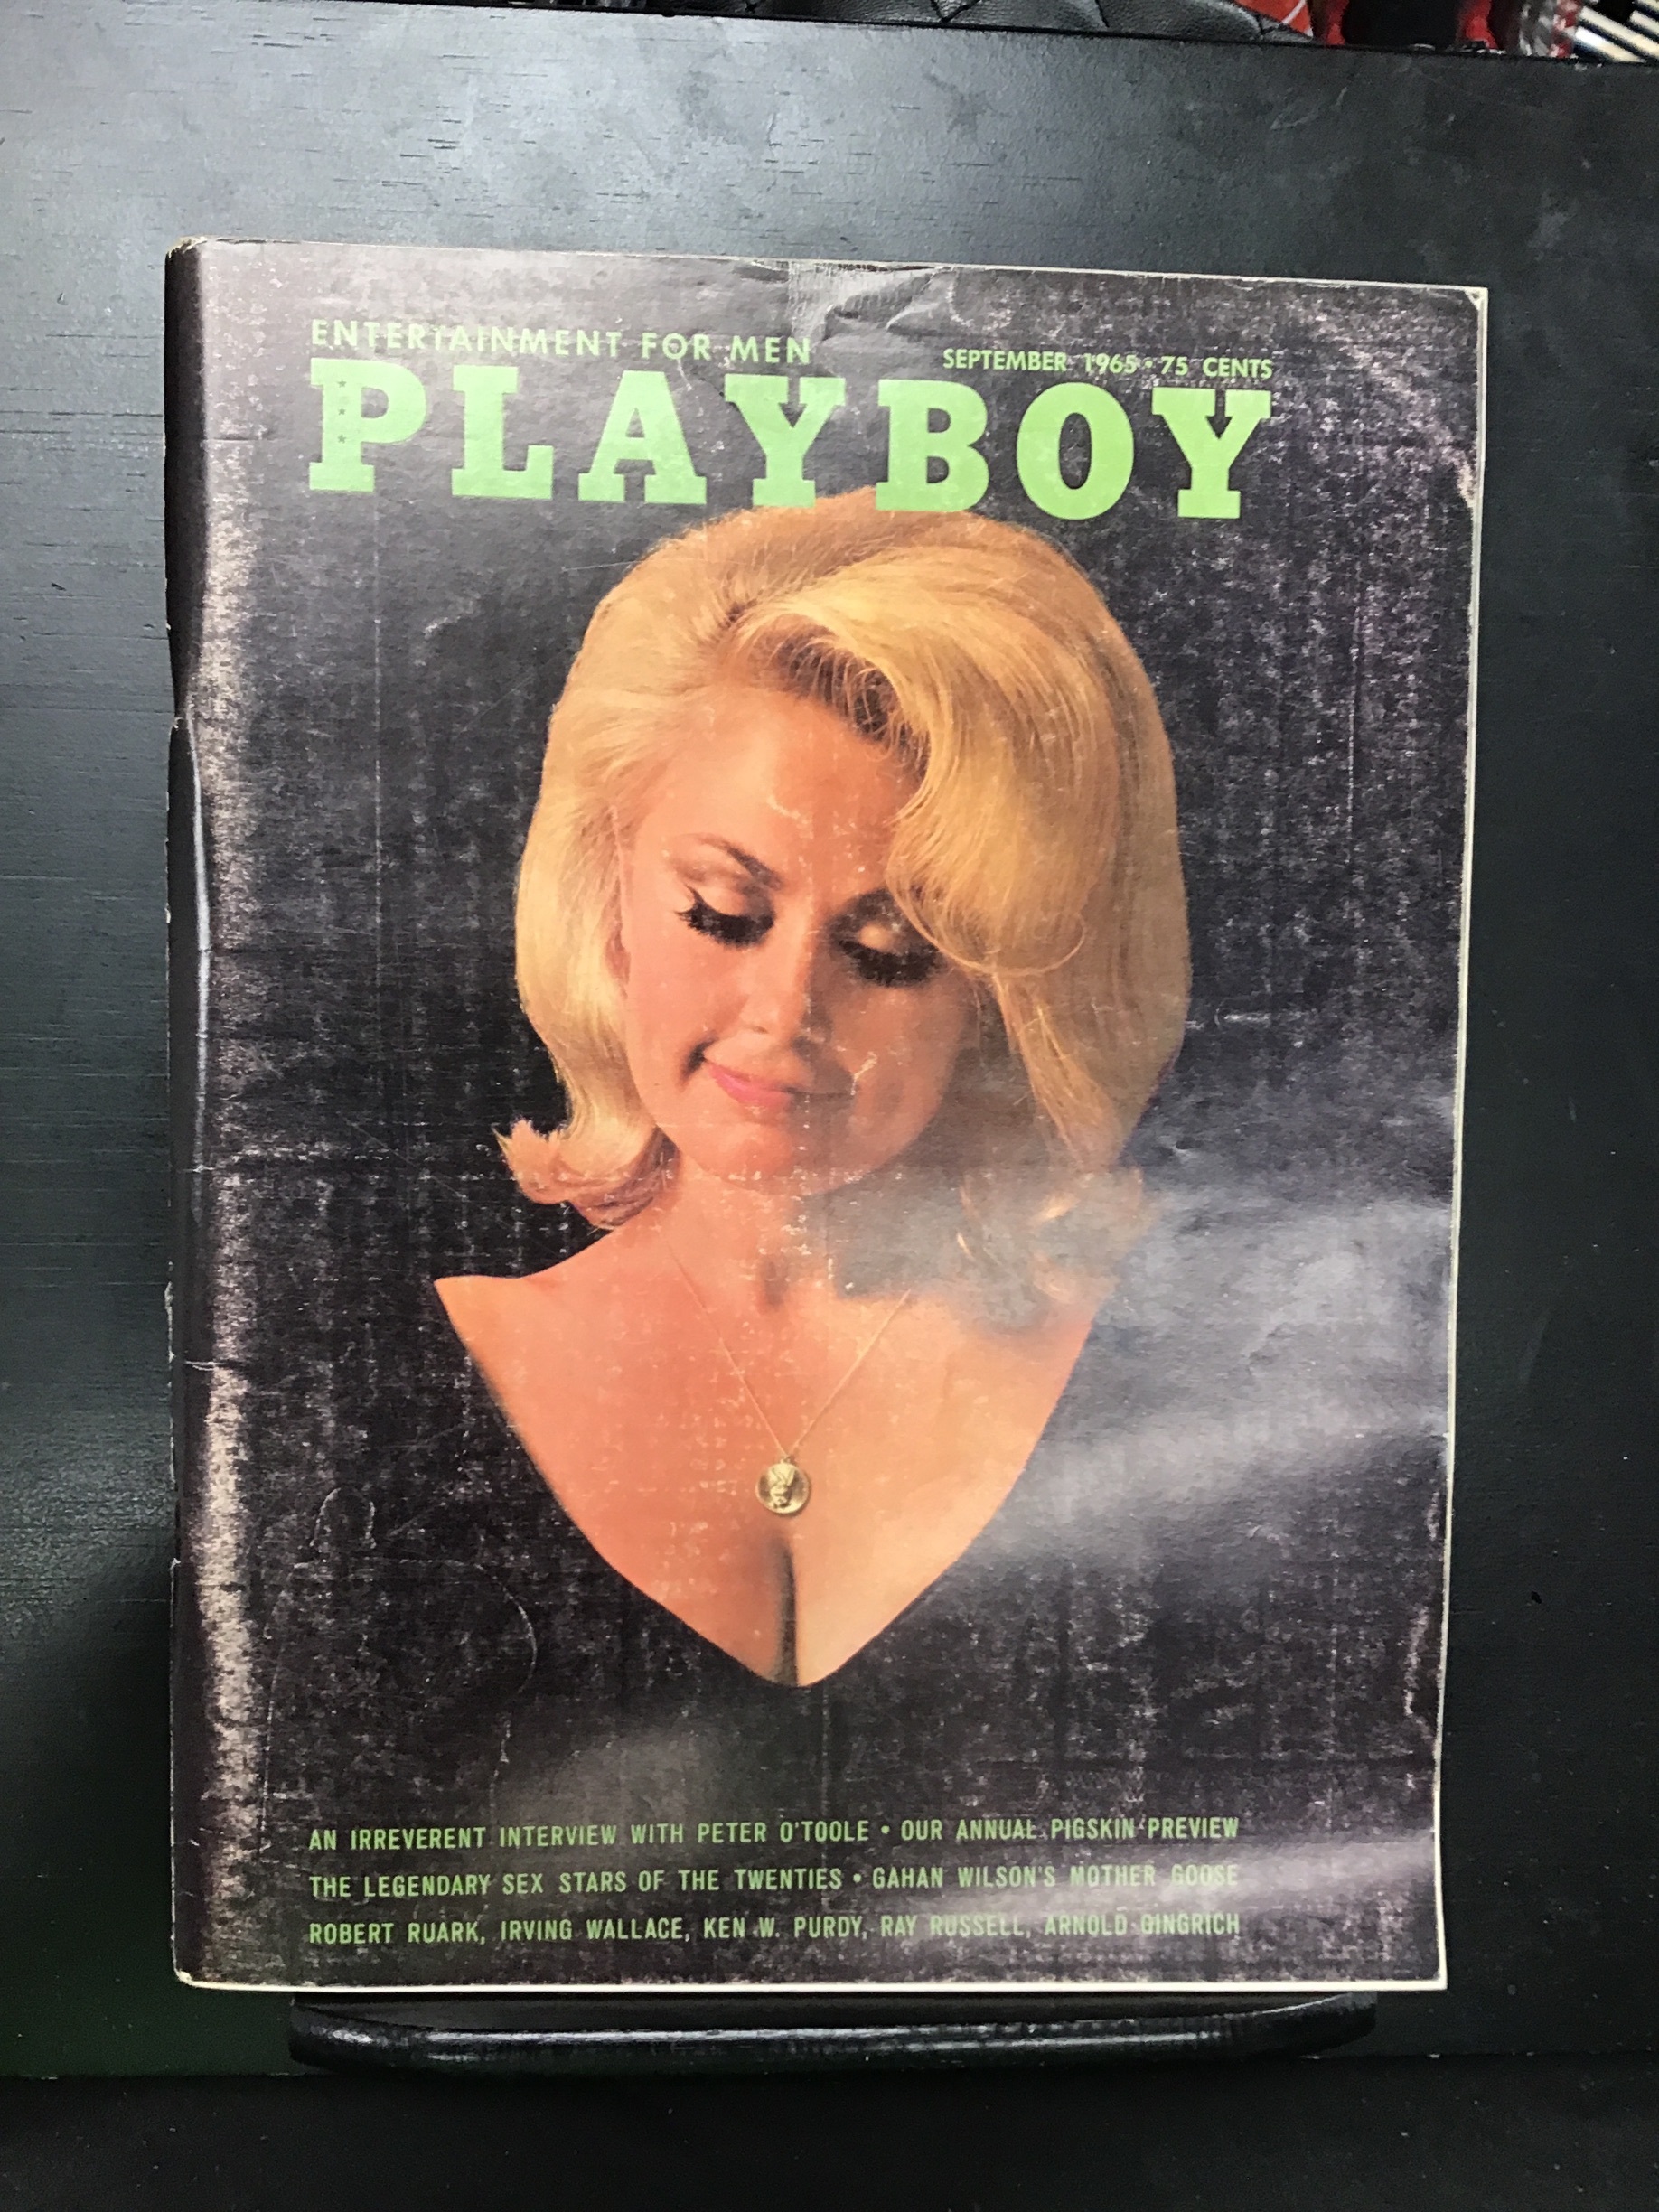 ENTERTAINMENT FOR MEN
SEPTEMBER 1965 • 75 CENTS
PLAYBOY
AN IRREVERENT INTERVIEW WITH PETER O'TOOLE • OUR ANNUAL PIGSKIN PREVIEW
THE LEGENDARY SEX STARS OF THE TWENTIES • GAHAN WILSON'S MOTHER GOOSE
ROBERT RUARK, IRVING WALLACE, KEN W. PURDY, RAY RUSSELL, ARNOLD GINGRICH